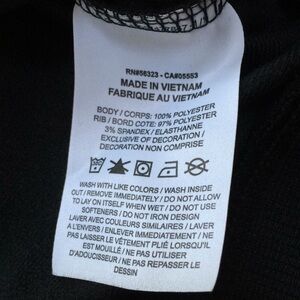 RN#56323 - CA#05553
MADE IN VIETNAM
FABRIQUE AU VIETNAM
BODY / CORPS: 100% POLYESTER
RIB / BORD COTE: 97% POLYESTER
3% SPANDEX / ELASTHANNE
EXCLUSIVE OF DECORATION /
DECORATION NON COMPRISE
WASH WITH LIKE COLORS / WASH INSIDE
OUT / REMOVE IMMEDIATELY / DO NOT ALLOW
TO LAY ON ITSELF WHEN WET / DO NOT USE
SOFTENERS / DO NOT IRON DESIGN
LAVER AVEC COULEURS SIMILAIRES / LAVER
A L'ENVERS / ENLEVER IMMEDIATEMENT / NE
PAS LAISSER LE VÊTEMENT PLIÉ LORSQU'IL
EST MOUILLÉ / NE PAS UTILISER
D'ADOUCISSEUR / NE PAS REPASSER LE
DESSIN